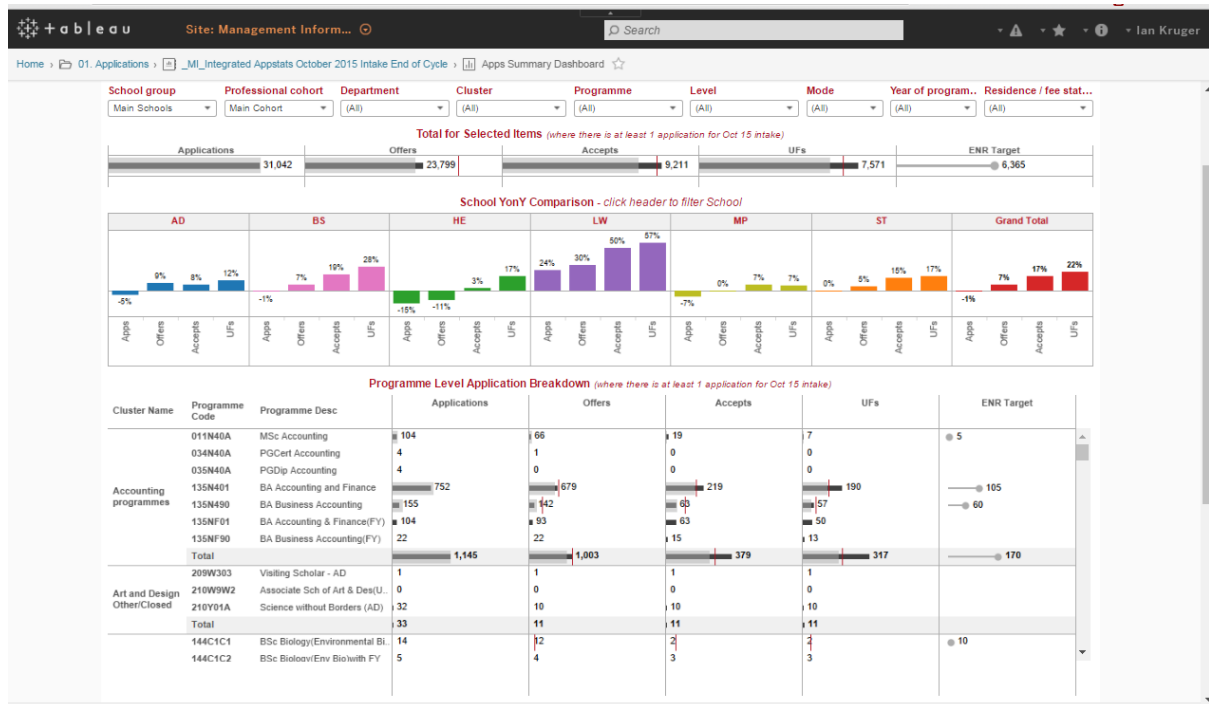 + a b l e a u Site: Management Inform... Search Ian Kruger
Home › 01. Applications › _MI_Integrated Appstats October 2015 Intake End of Cycle › Apps Summary Dashboard
School group Professional cohort Department Cluster Programme Level Mode Year of program... Residence / fee stat...
Main Schools Main Cohort (All) (All) (All) (All) (All) (All) (All)
Total for Selected Items (where there is at least 1 application for Oct 15 intake)
Applications Offers Accepts UFs ENR Target
31,042 23,799 9,211 7,571 6,365
School YonY Comparison - click header to filter School
AD BS HE LW MP ST Grand Total
-5% 9% 8% 12% -1% 7% 19% 28% -15% -11% 3% 17% 24% 30% 50% 57% -7% 0% 7% 7% 0% 5% 15% 17% -1% 7% 17% 22%
Apps Offers Accepts UFs Apps Offers Accepts UFs Apps Offers Accepts UFs Apps Offers Accepts UFs Apps Offers Accepts UFs Apps Offers Accepts UFs Apps Offers Accepts UFs
Programme Level Application Breakdown (where there is at least 1 application for Oct 15 intake)
Cluster Name Programme Code Programme Desc Applications Offers Accepts UFs ENR Target
011N40A MSc Accounting 104 66 19 7 5
034N40A PGCert Accounting 4 1 0 0
035N40A PGDip Accounting 4 0 0 0
Accounting programmes 135N401 BA Accounting and Finance 752 679 219 190 105
135N490 BA Business Accounting 155 142 63 57 60
135NF01 BA Accounting & Finance(FY) 104 93 63 50
135NF90 BA Business Accounting(FY) 22 22 15 13
Total 1,145 1,003 379 317 170
209W303 Visiting Scholar - AD 1 1 1 1
Art and Design Other/Closed 210W9W2 Associate Sch of Art & Des(U.. 0 0 0 0
210Y01A Science without Borders (AD) 32 10 10 10
Total 33 11 11 11
144C1C1 BSc Biology(Environmental Bi.. 14 12 2 2 10
144C1C2 BSc Biology(Env Bio)with FY 5 4 3 3